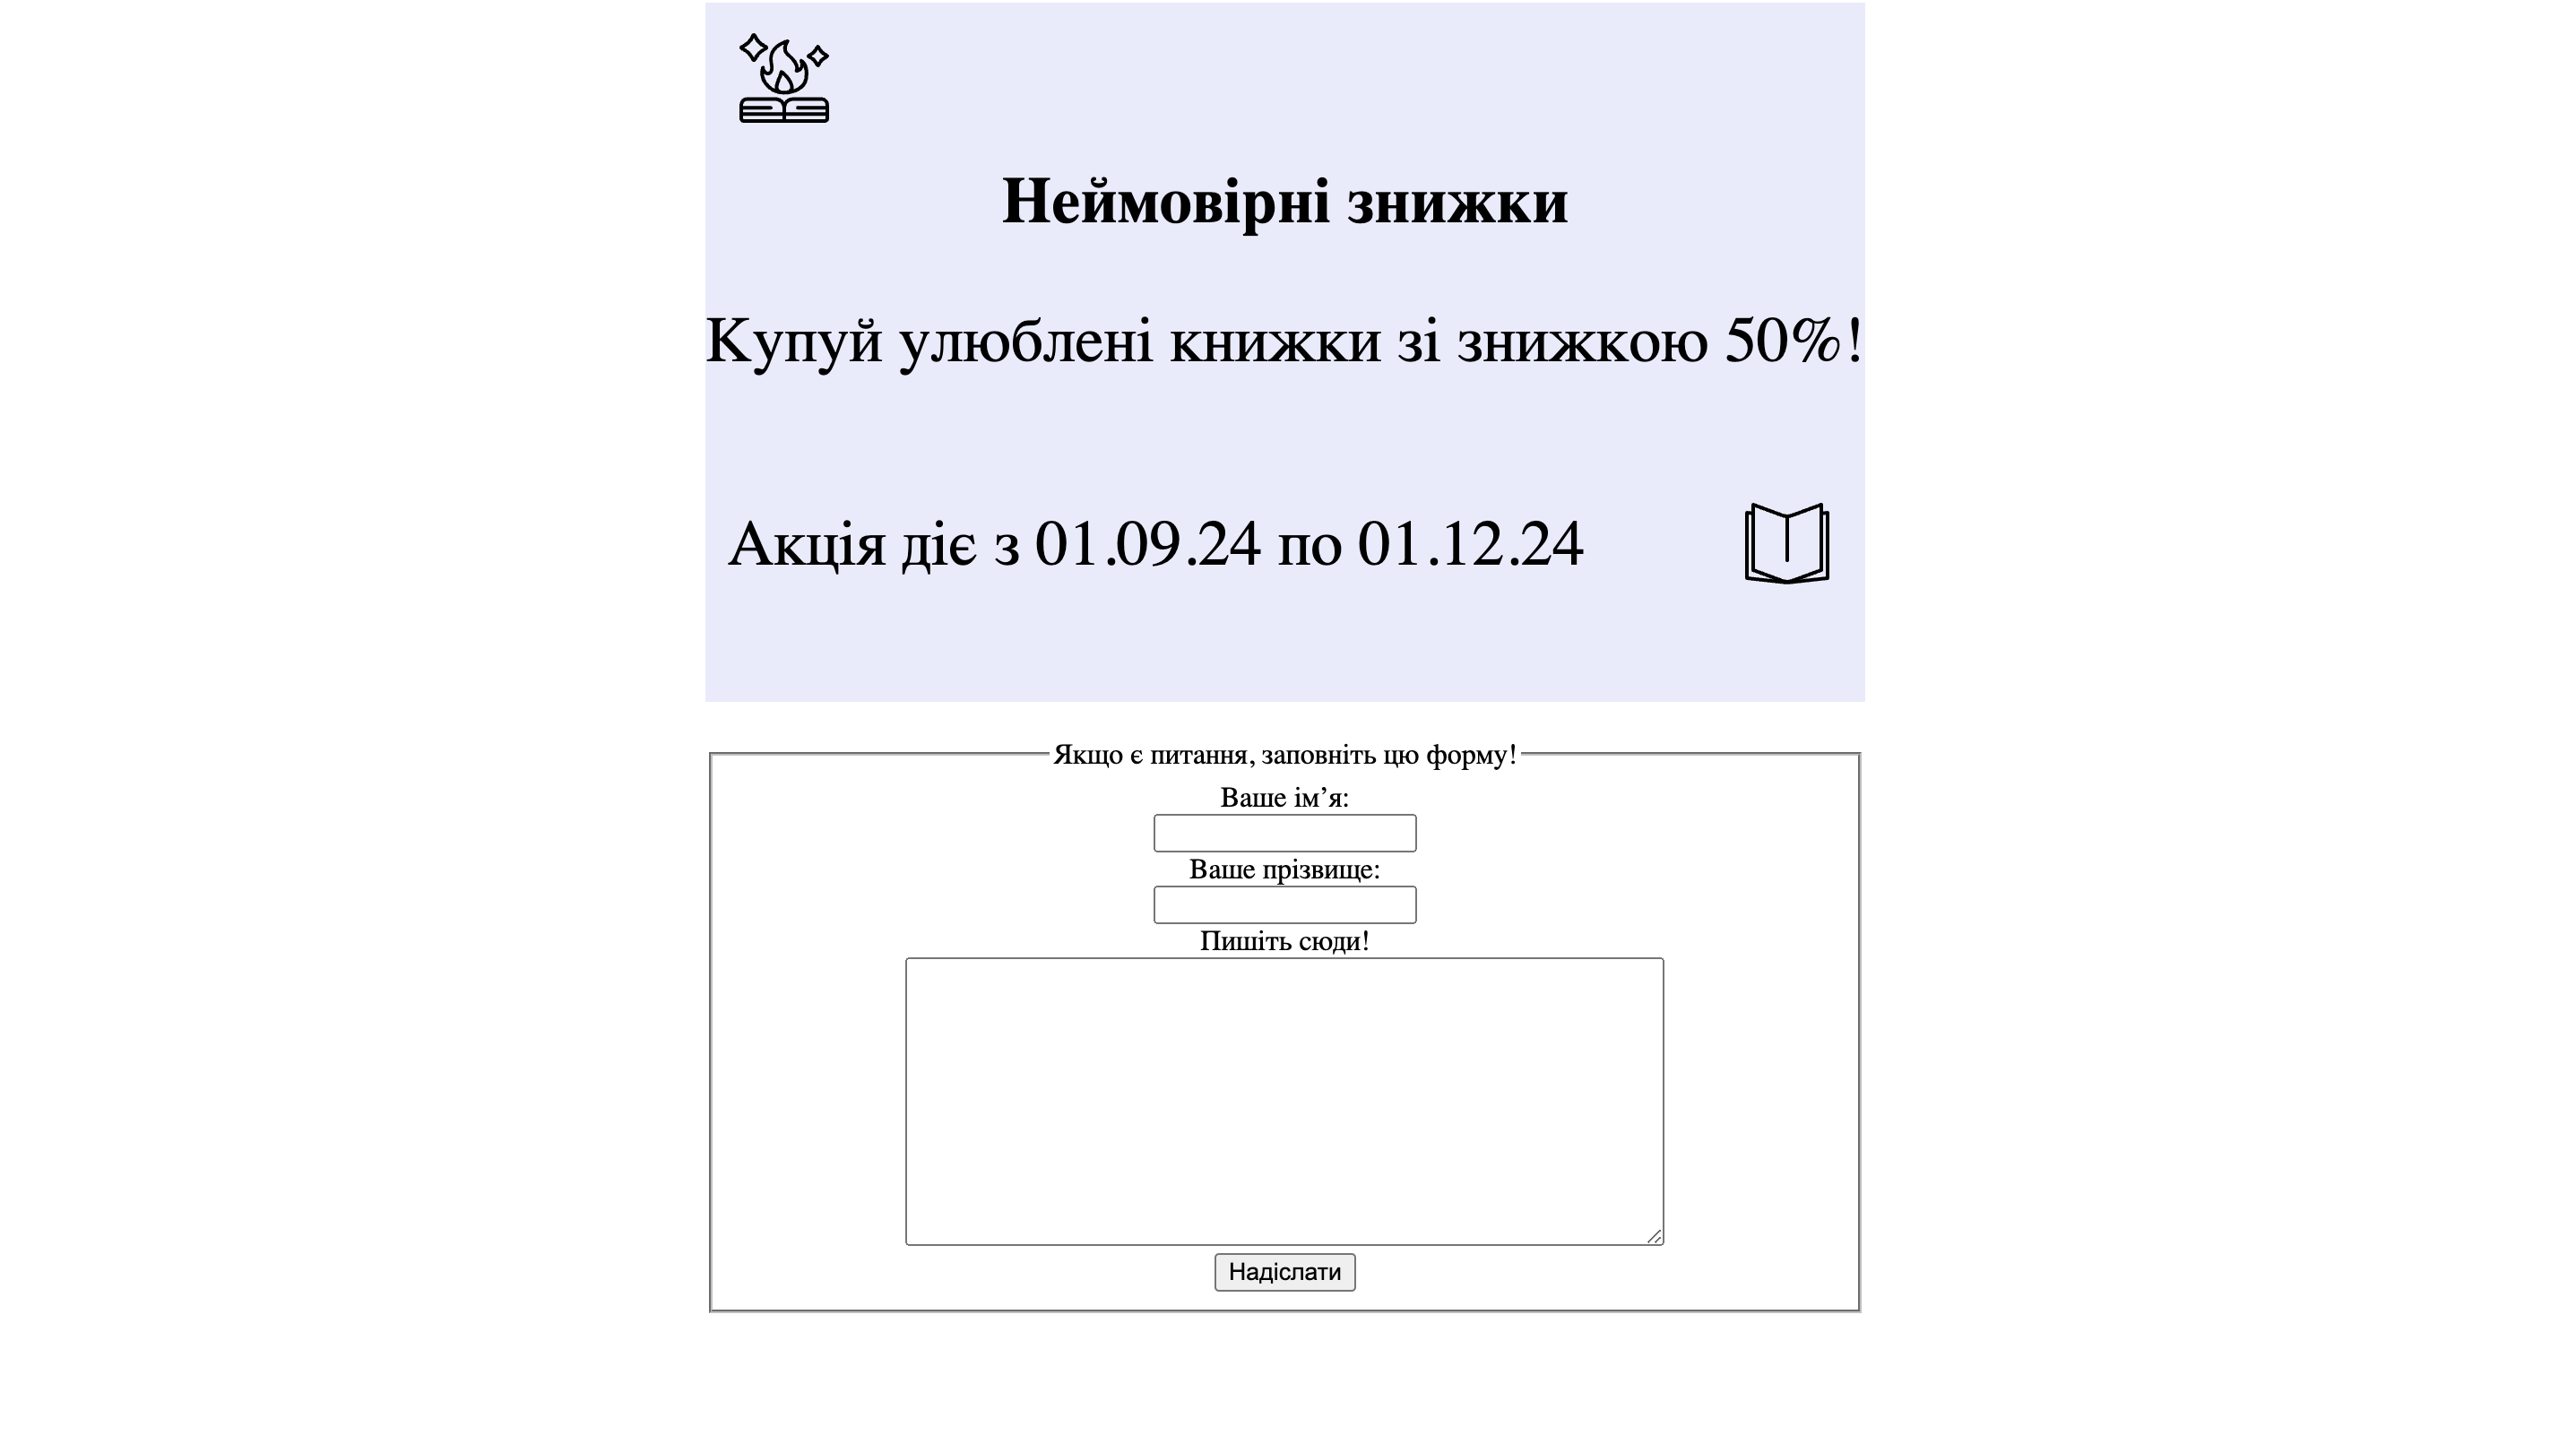 Неймовірні знижки
Купуй улюблені книжки зі знижкою 50%!
Акція діє з 01.09.24 по 01.12.24
Якщо є питання, заповніть цю форму!
Ваше ім’я:
Ваше прізвище:
Пишіть сюди!
Надіслати